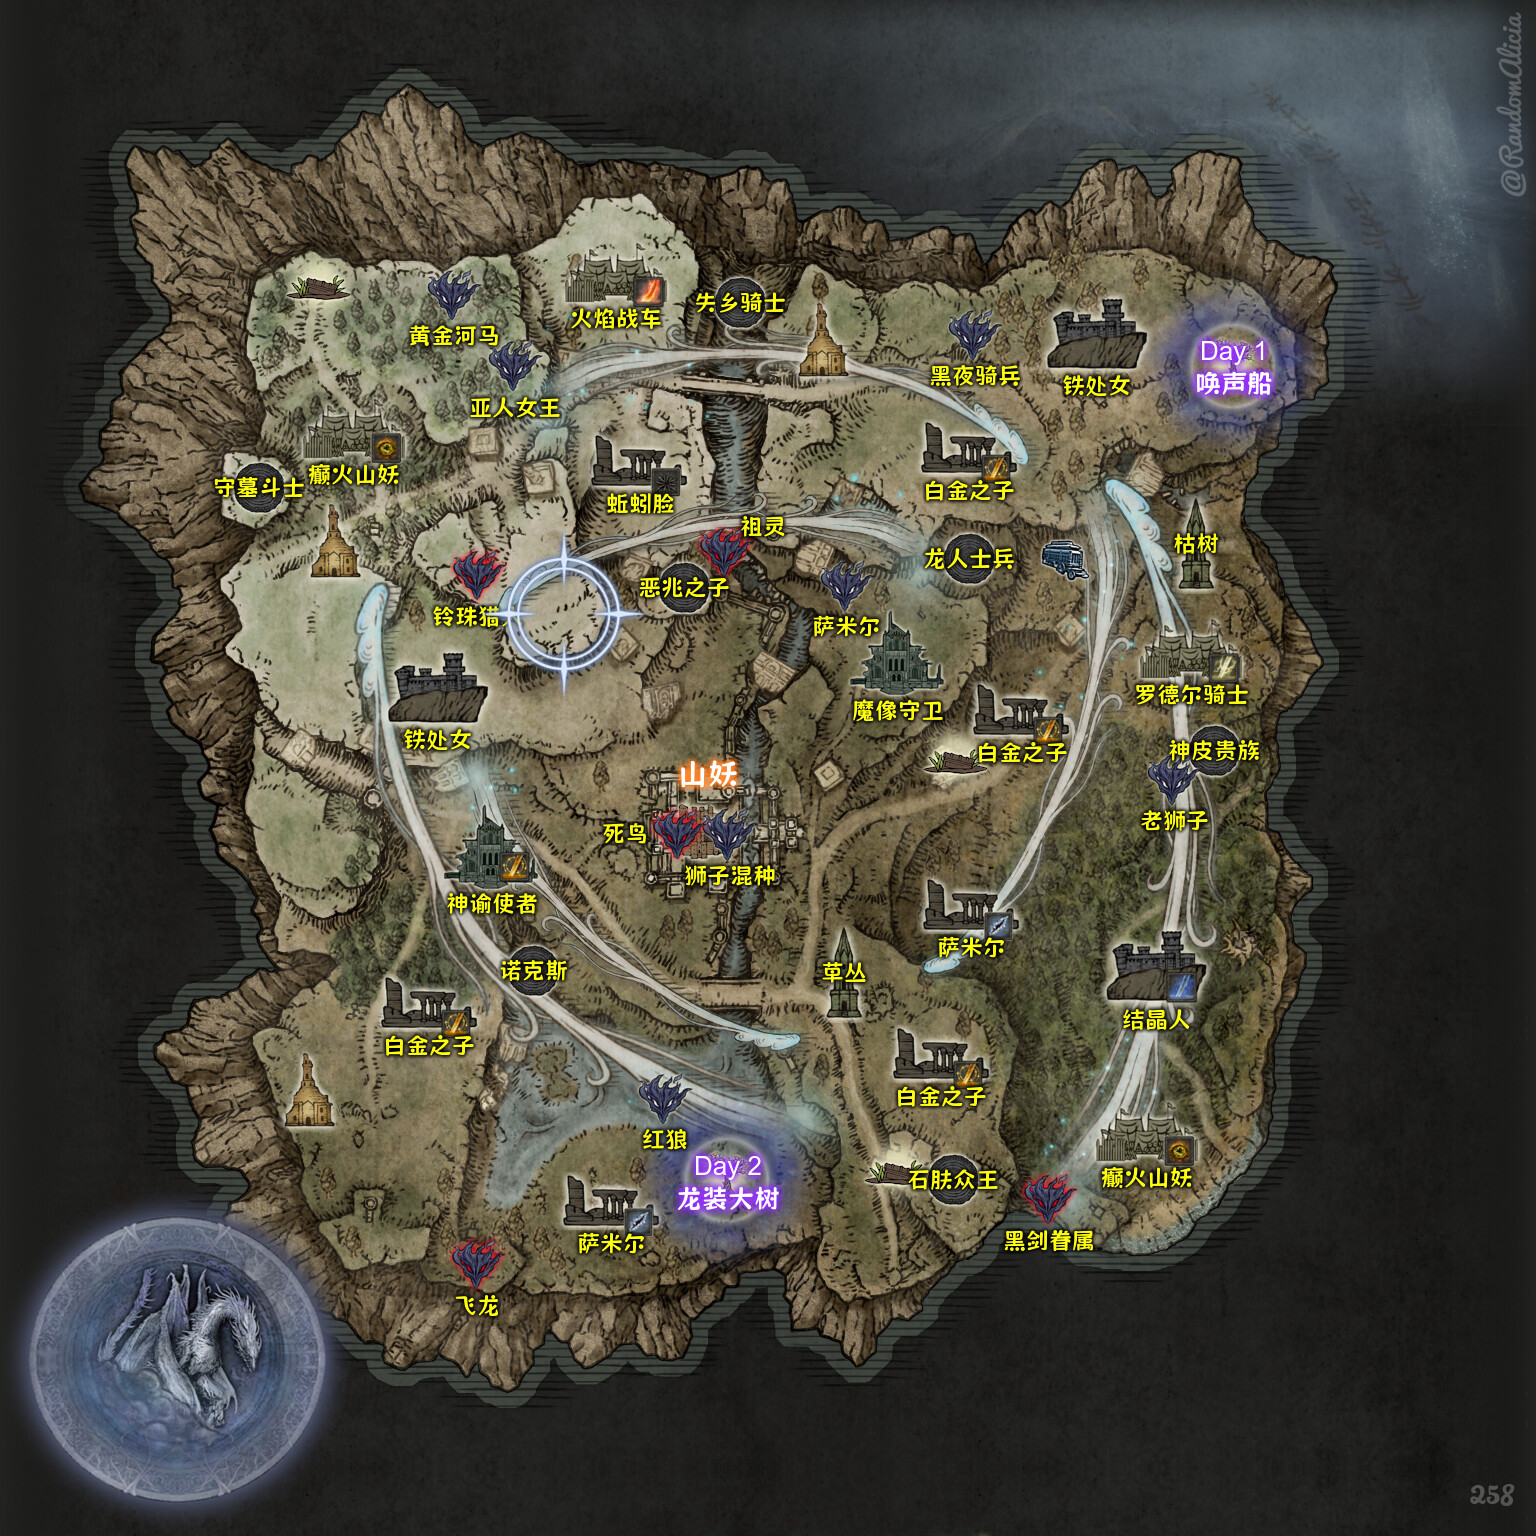 @RandomAlicia
失乡骑士
火焰战车
黄金河马
Day 1
唤声船
黑夜骑兵
铁处女
亚人女王
癫火山妖
守墓斗士
蚯蚓脸
白金之子
祖灵
枯树
龙人士兵
恶兆之子
铃珠猎
萨米尔
罗德尔骑士
魔像守卫
铁处女
白金之子
神皮贵族
山妖
老狮子
死鸟
狮子混种
神谕使者
萨米尔
诺克斯
草丛
结晶人
白金之子
白金之子
红狼
Day 2
龙装大树
石肤众王
癫火山妖
萨米尔
黑剑眷属
飞龙
258